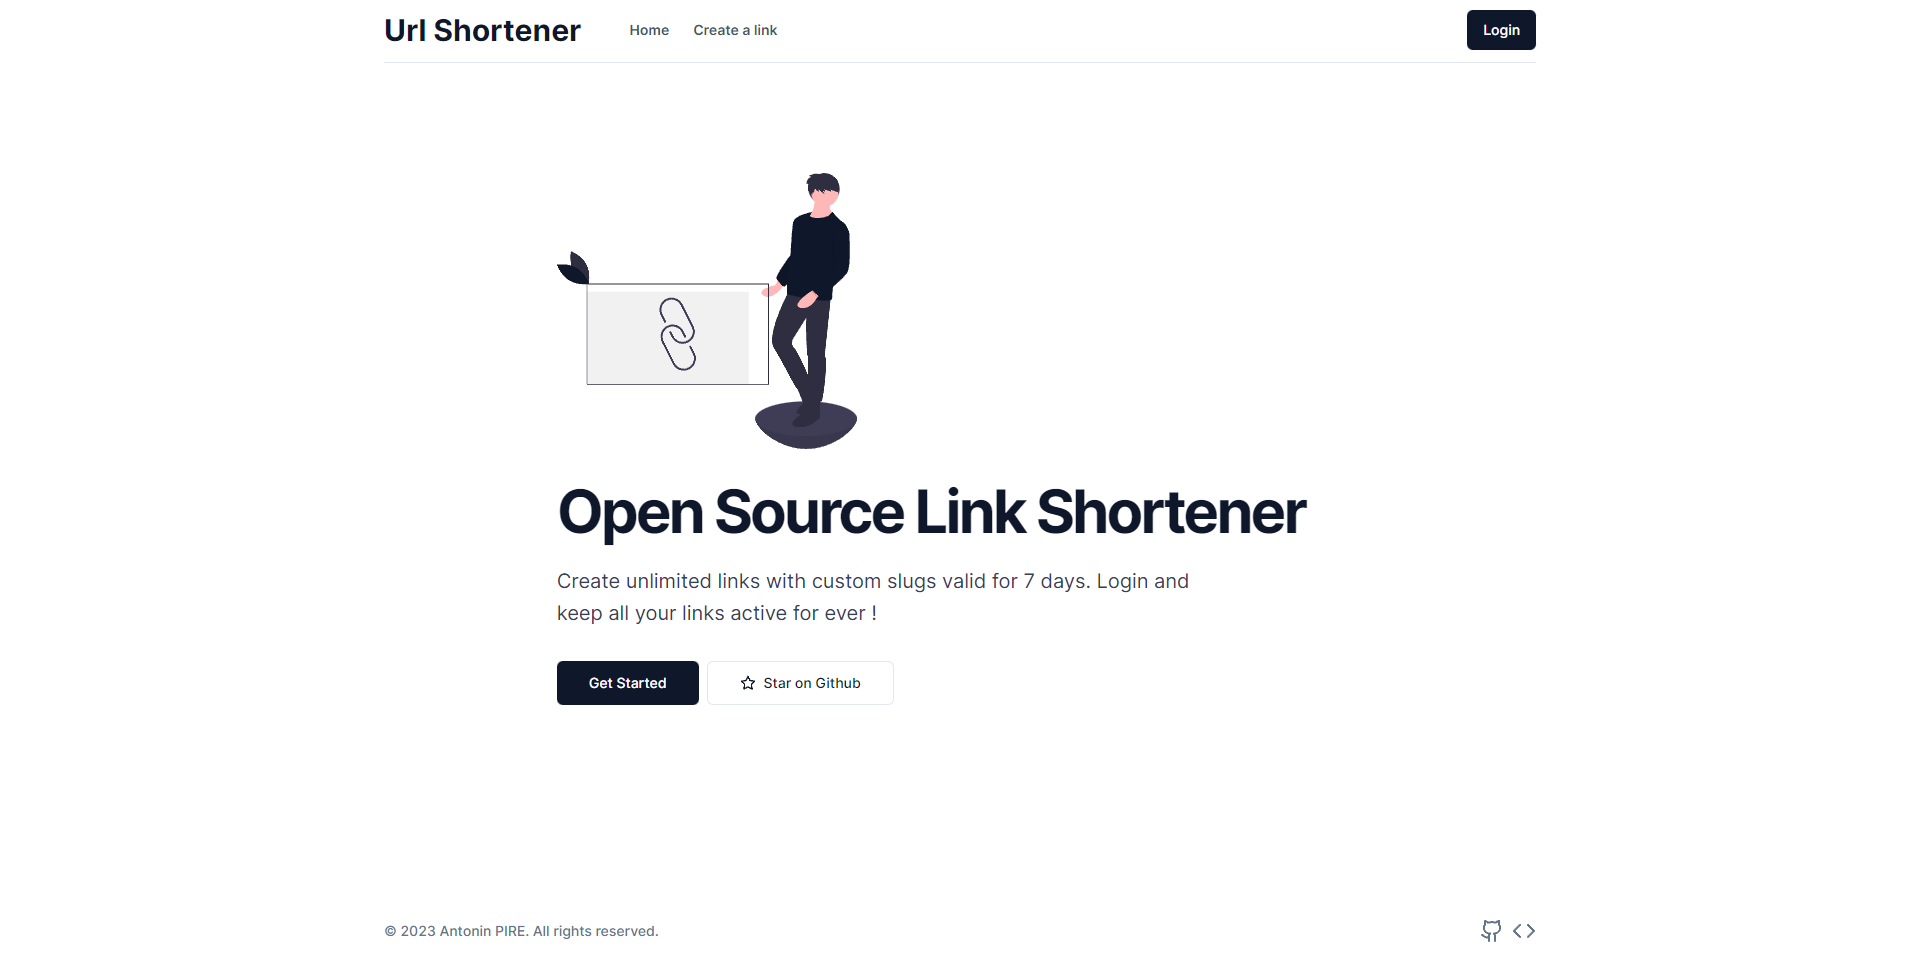 Url Shortener
Home
Create a link
Login
Open Source Link Shortener
Create unlimited links with custom slugs valid for 7 days. Login and
keep all your links active for ever !
Get Started
Star on Github
© 2023 Antonin PIRE. All rights reserved.